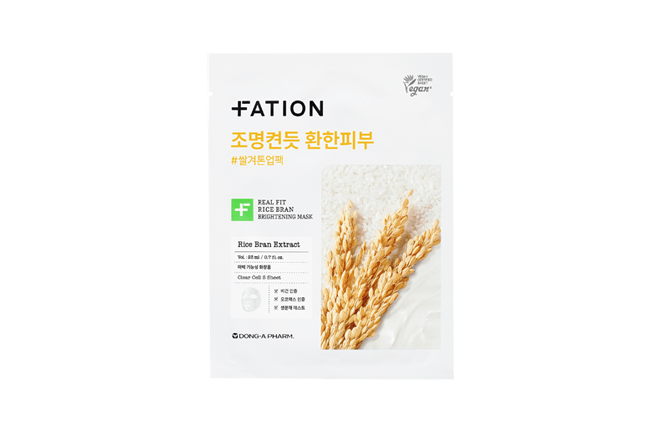 Vegan
FATION
조명켠듯 환한피부
#쌀겨톤업팩
REAL FIT
RICE BRAN
BRIGHTENING MASK
Rice Bran Extract
Clear Cell S Sheet
비건 인증
DONG-A PHARM.